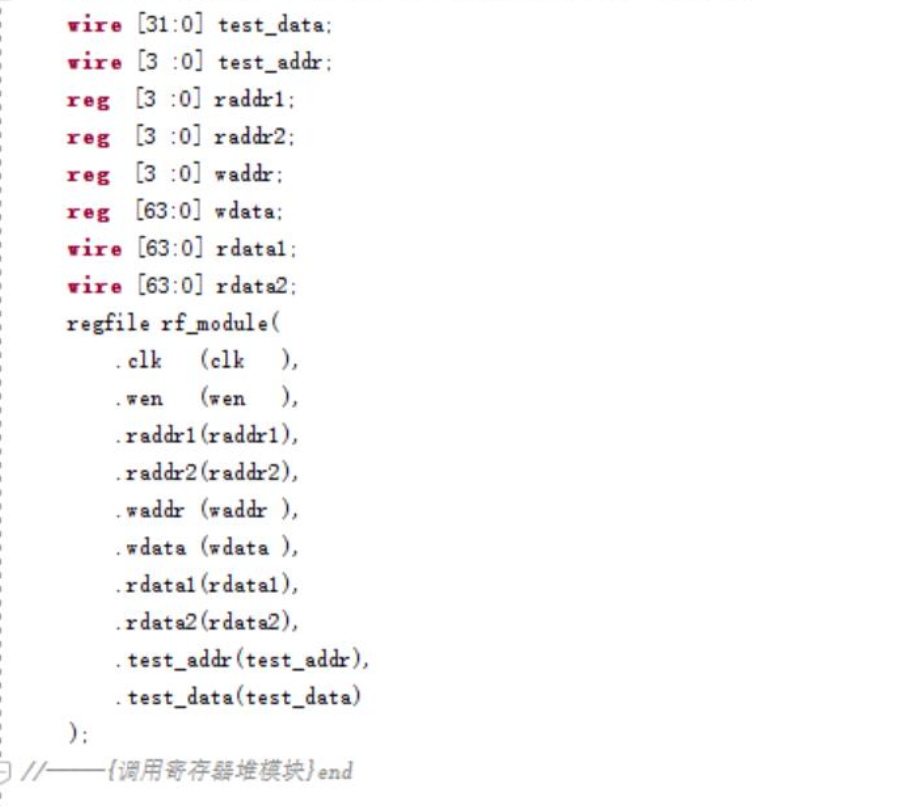 wire [31:0] test_data;
wire [3 :0] test_addr;
reg  [3 :0] raddr1;
reg  [3 :0] raddr2;
reg  [3 :0] waddr;
reg  [63:0] wdata;
wire [63:0] rdata1;
wire [63:0] rdata2;
regfile rf_module(
    .clk   (clk   ),
    .wen   (wen   ),
    .raddr1(raddr1),
    .raddr2(raddr2),
    .waddr (waddr ),
    .wdata (wdata ),
    .rdata1(rdata1),
    .rdata2(rdata2),
    .test_addr(test_addr),
    .test_data(test_data)
);
//-----{调用寄存器堆模块}end